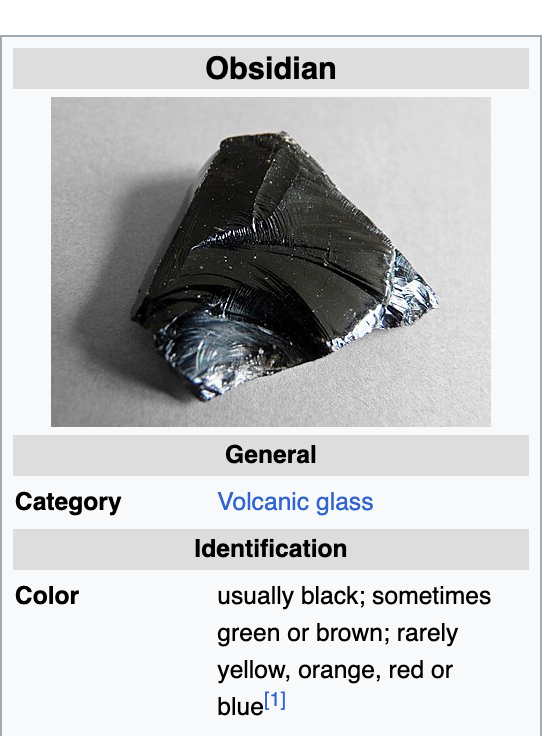 Obsidian
General
Category Volcanic glass
Identification
Color usually black; sometimes
green or brown; rarely
yellow, orange, red or
blue[1]